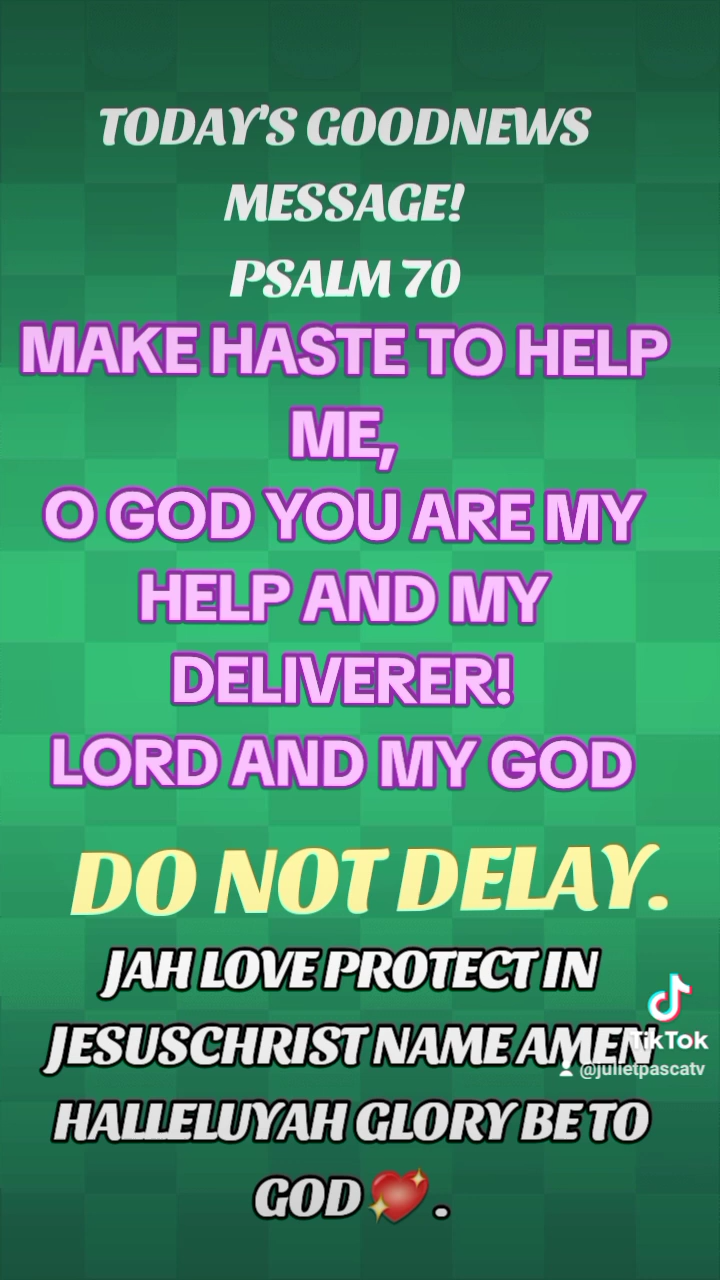 TODAY'S GOODNEWS
MESSAGE!
PSALM 70
MAKE HASTE TO HELP
ME,
O GOD YOU ARE MY
HELP AND MY
DELIVERER!
LORD AND MY GOD
DO NOT DELAY.
JAH LOVE PROTECT IN
JESUSCHRIST NAME AMEN
TikTok
@julietpascatv
HALLELUYAH GLORY BE TO
GOD💖.